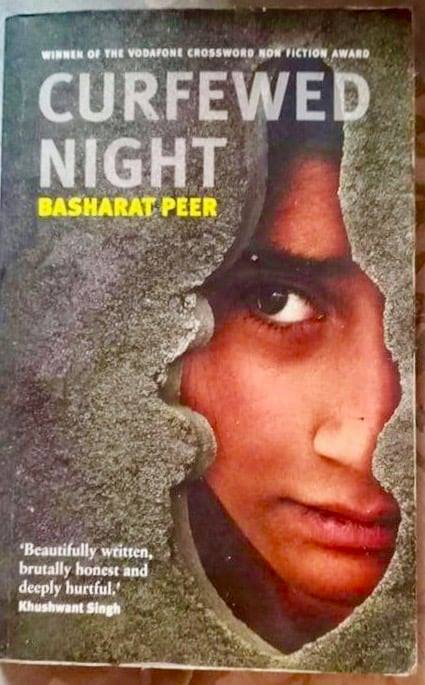 WINNER OF THE VODAFONE CROSSWORD NON FICTION AWARD
CURFEWED
NIGHT
BASHARAT PEER
'Beautifully written,
brutally honest and
deeply hurtful.'
Khushwant Singh